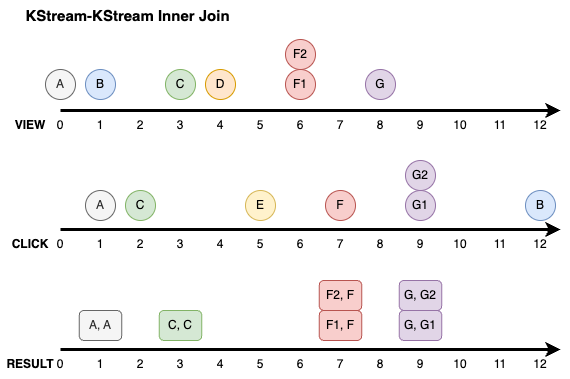 KStream-KStream Inner Join
F2
A B C D F1 G
VIEW 0 1 2 3 4 5 6 7 8 9 10 11 12
G2
A C E F G1 B
CLICK 0 1 2 3 4 5 6 7 8 9 10 11 12
F2, F G, G2
A, A C, C F1, F G, G1
RESULT 0 1 2 3 4 5 6 7 8 9 10 11 12